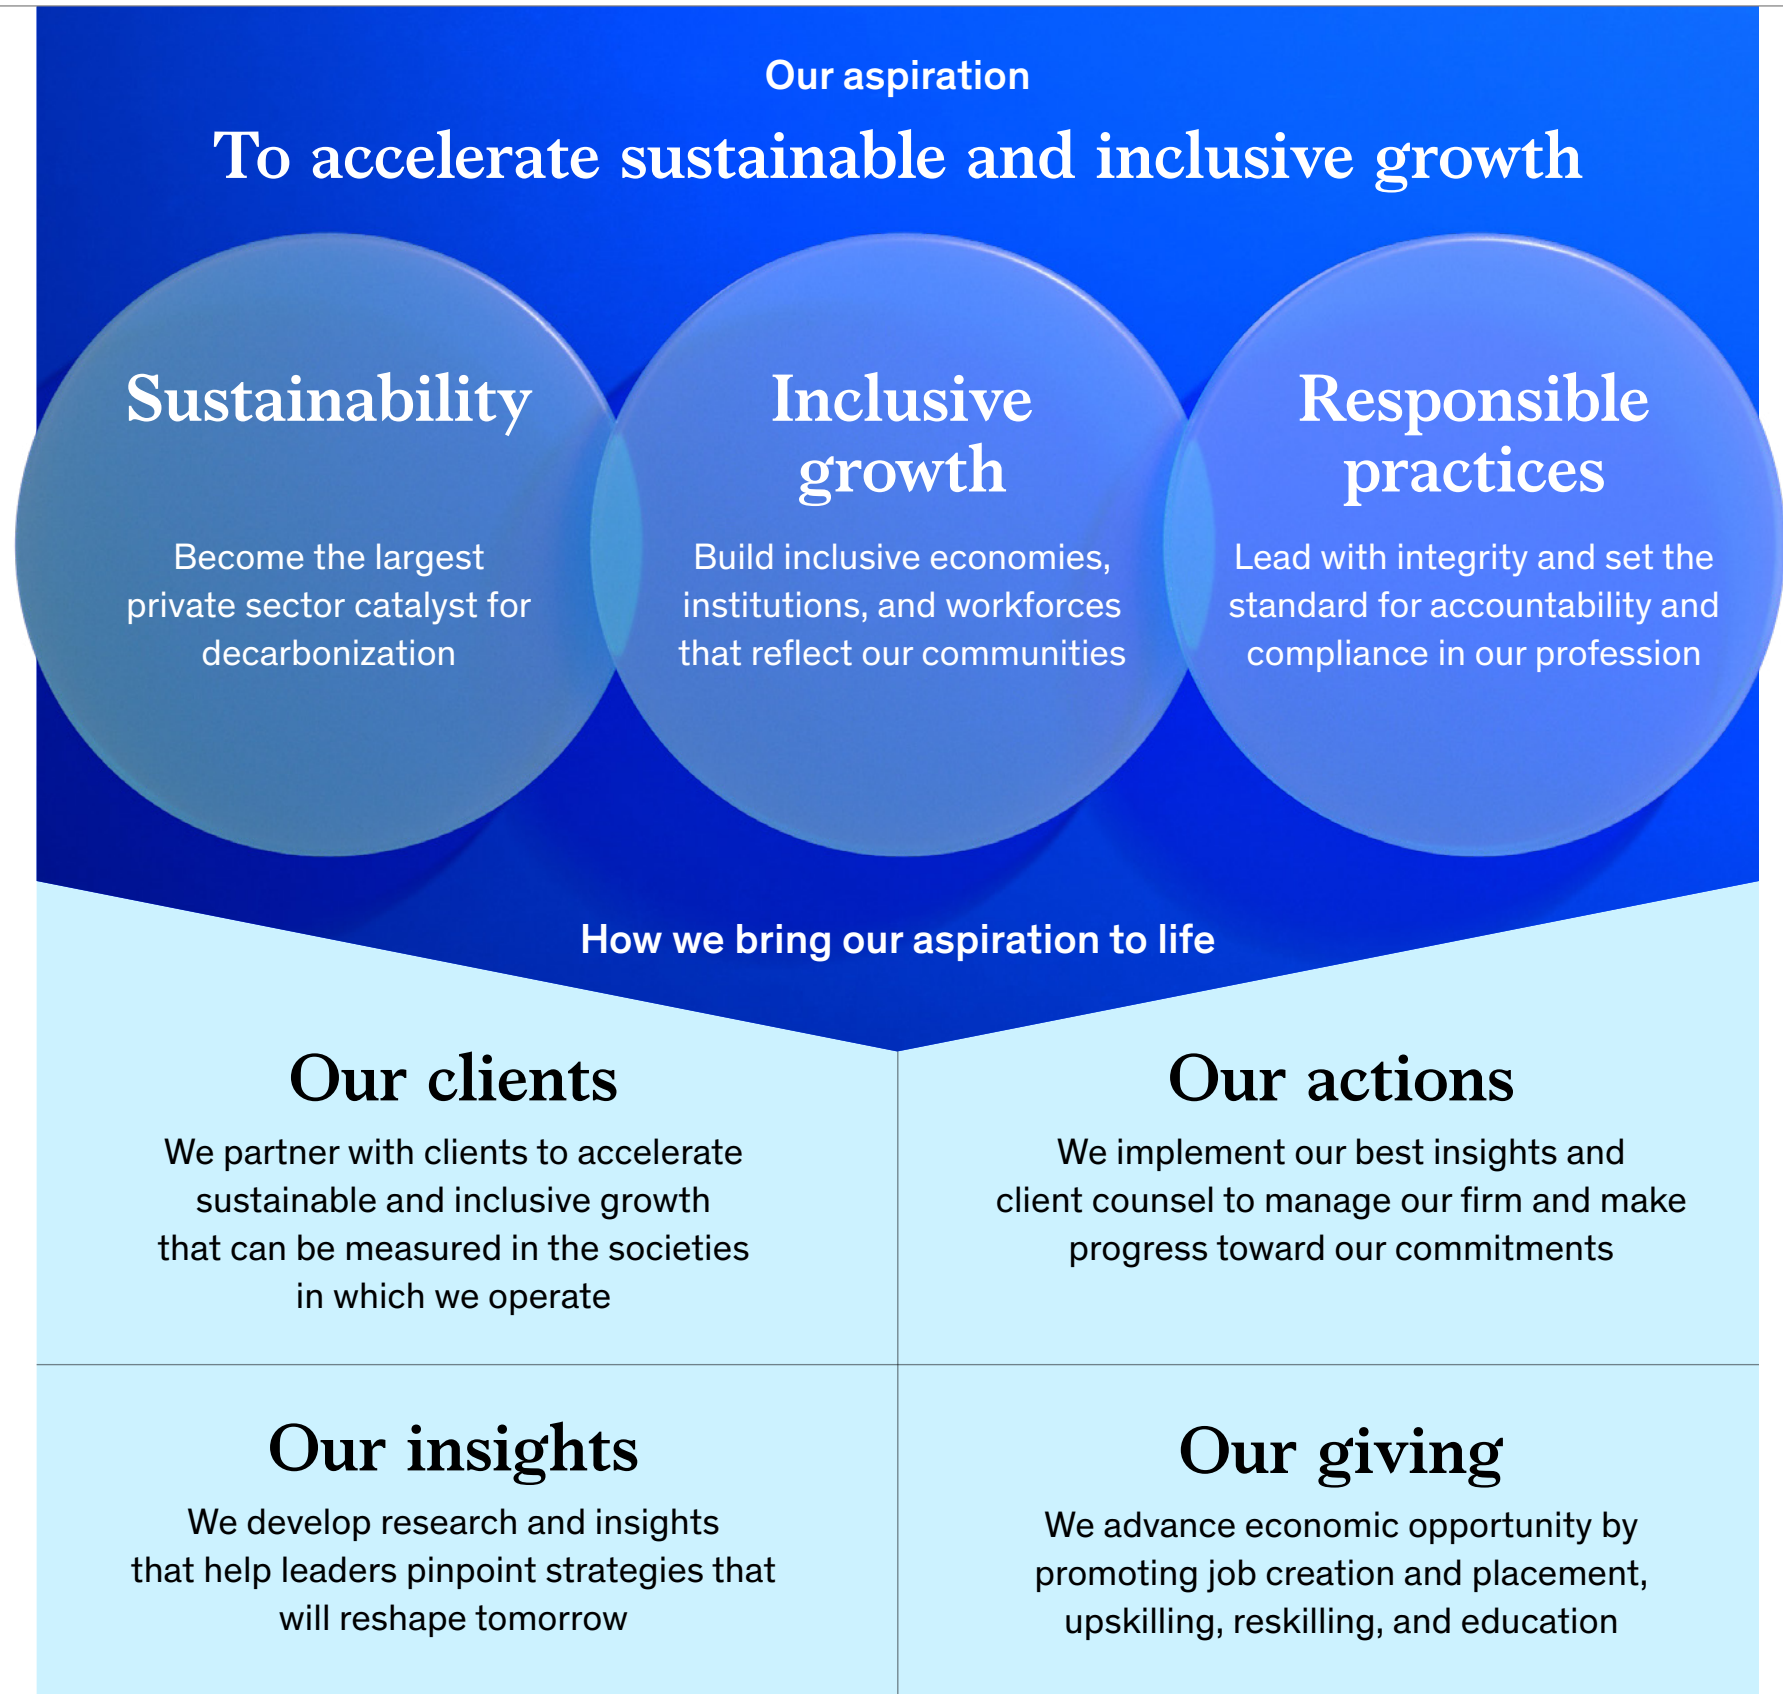 Our aspiration
To accelerate sustainable and inclusive growth
Sustainability
Become the largest
private sector catalyst for
decarbonization
Inclusive
growth
Build inclusive economies,
institutions, and workforces
that reflect our communities
Responsible
practices
Lead with integrity and set the
standard for accountability and
compliance in our profession
How we bring our aspiration to life
Our clients
We partner with clients to accelerate
sustainable and inclusive growth
that can be measured in the societies
in which we operate
Our actions
We implement our best insights and
client counsel to manage our firm and make
progress toward our commitments
Our insights
We develop research and insights
that help leaders pinpoint strategies that
will reshape tomorrow
Our giving
We advance economic opportunity by
promoting job creation and placement,
upskilling, reskilling, and education